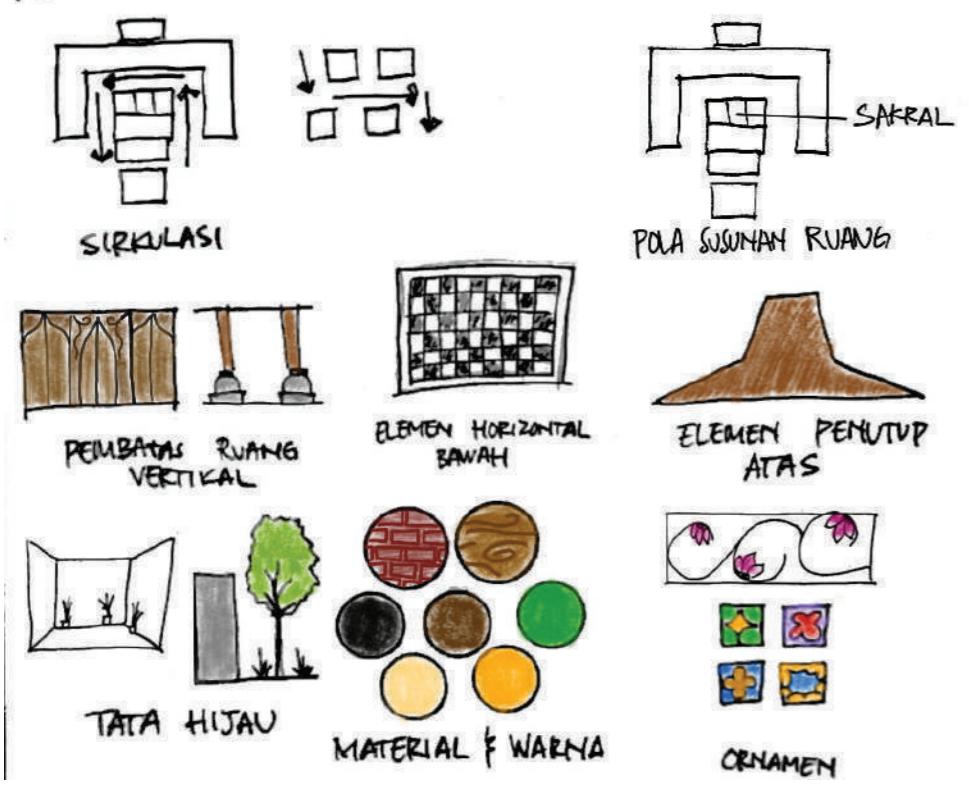 SAKRAL
SIRKULASI
POLA SUSUNAN RUANG
PEMBATAS RUANG
VERTIKAL
ELEMEN HORIZONTAL
BAWAH
ELEMEN PENUTUP
ATAS
TATA HIJAU
MATERIAL & WARNA
ORNAMEN